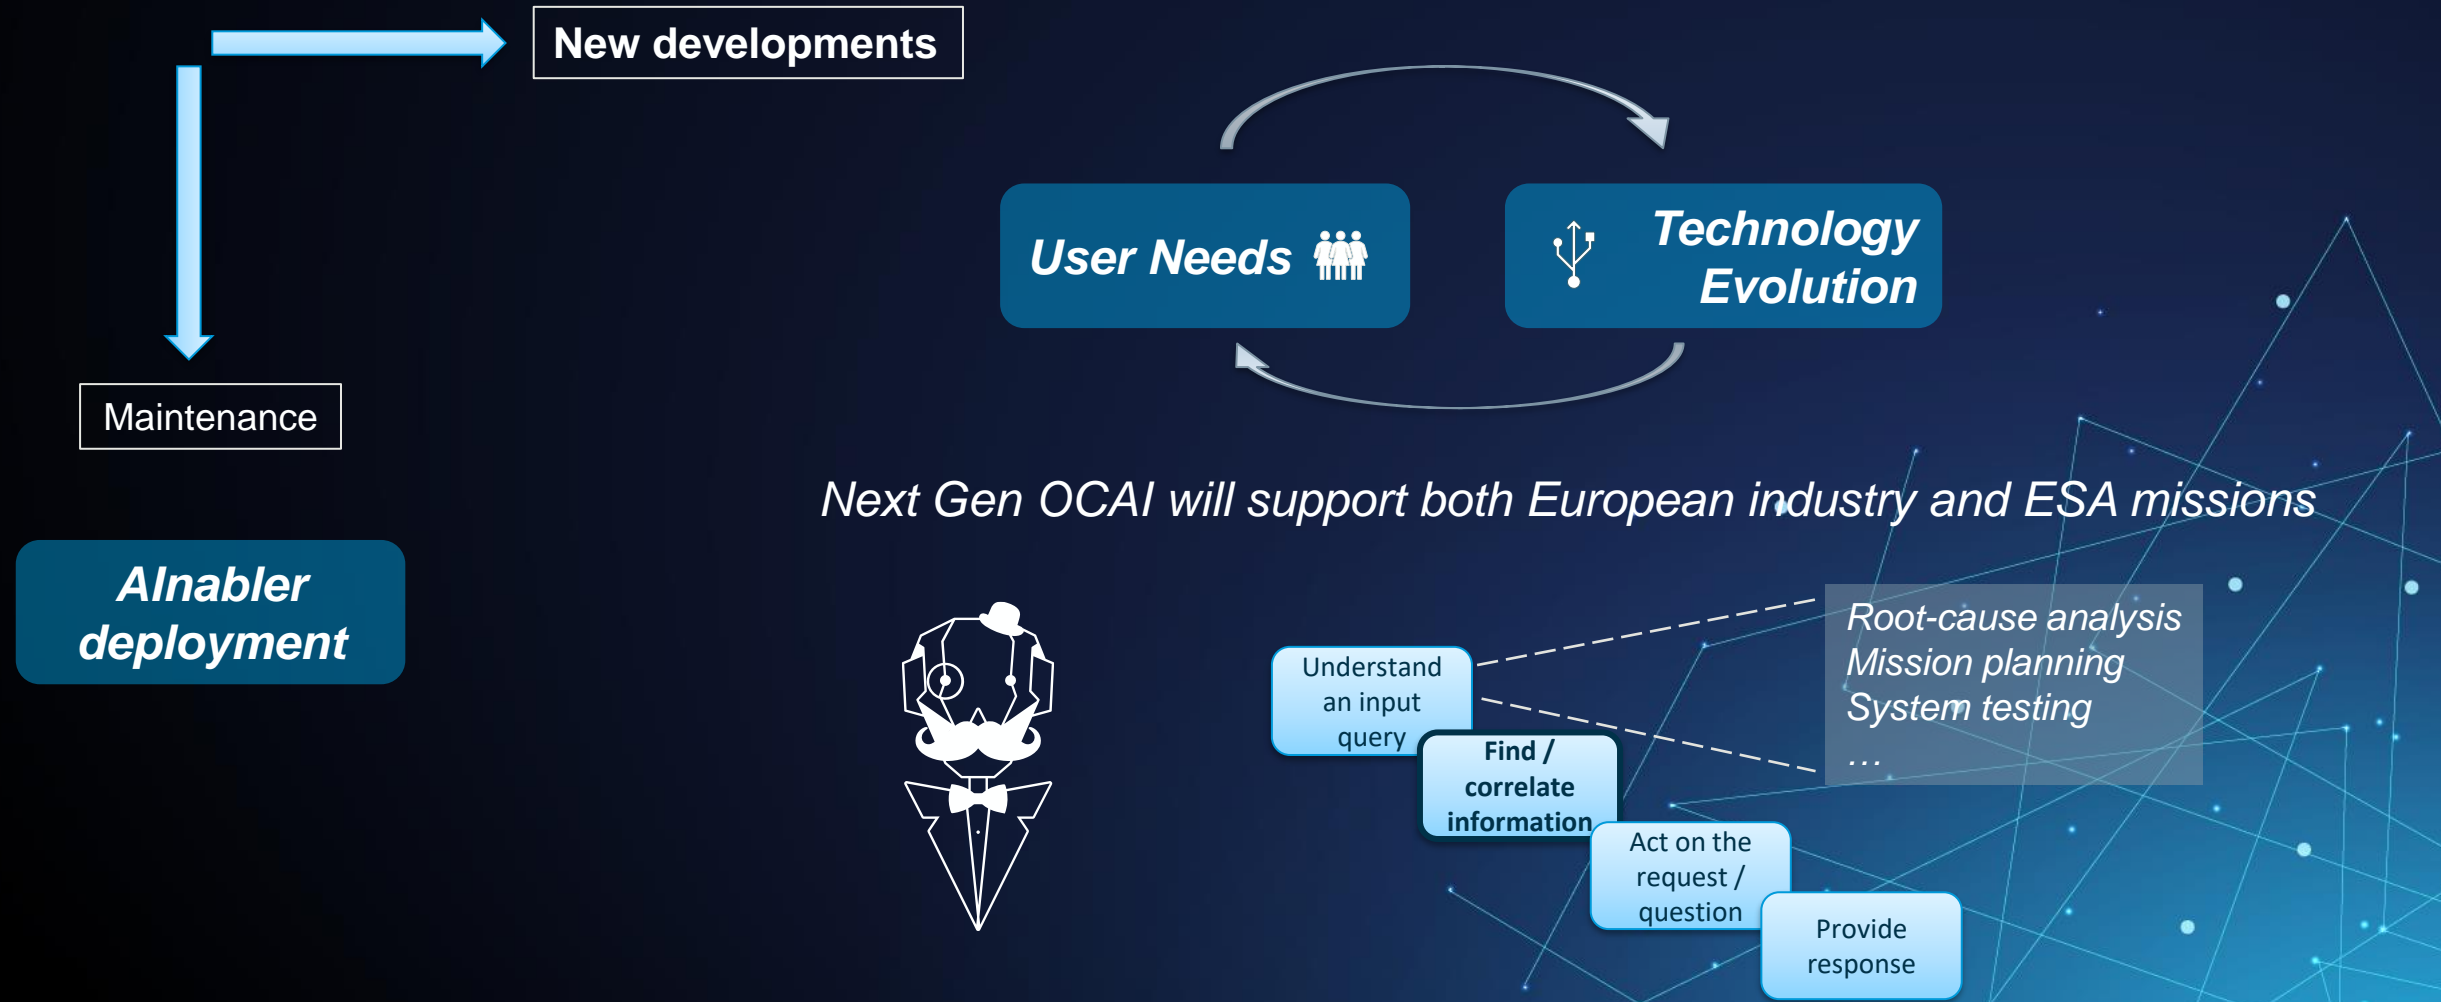 New developments
User Needs
Technology
Evolution
Maintenance
Next Gen OCAI will support both European industry and ESA missions
AInabler
deployment
Understand
an input
query
Root-cause analysis
Mission planning
System testing
…
Find /
correlate
information
Act on the
request /
question
Provide
response